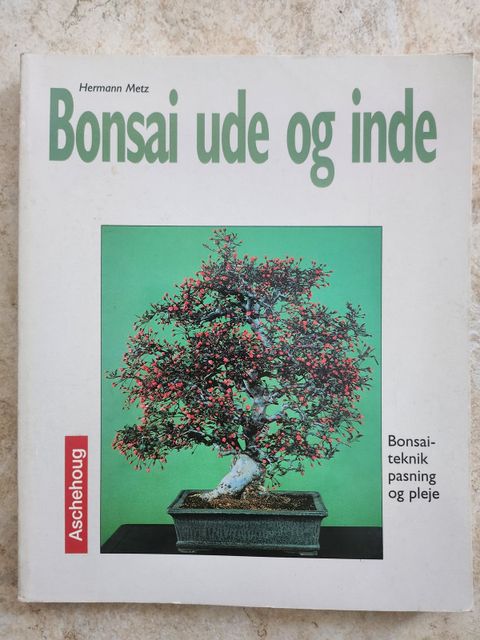 Hermann Metz
Bonsai ude og inde
Bonsai-
teknik
pasning
og pleje
Aschehoug